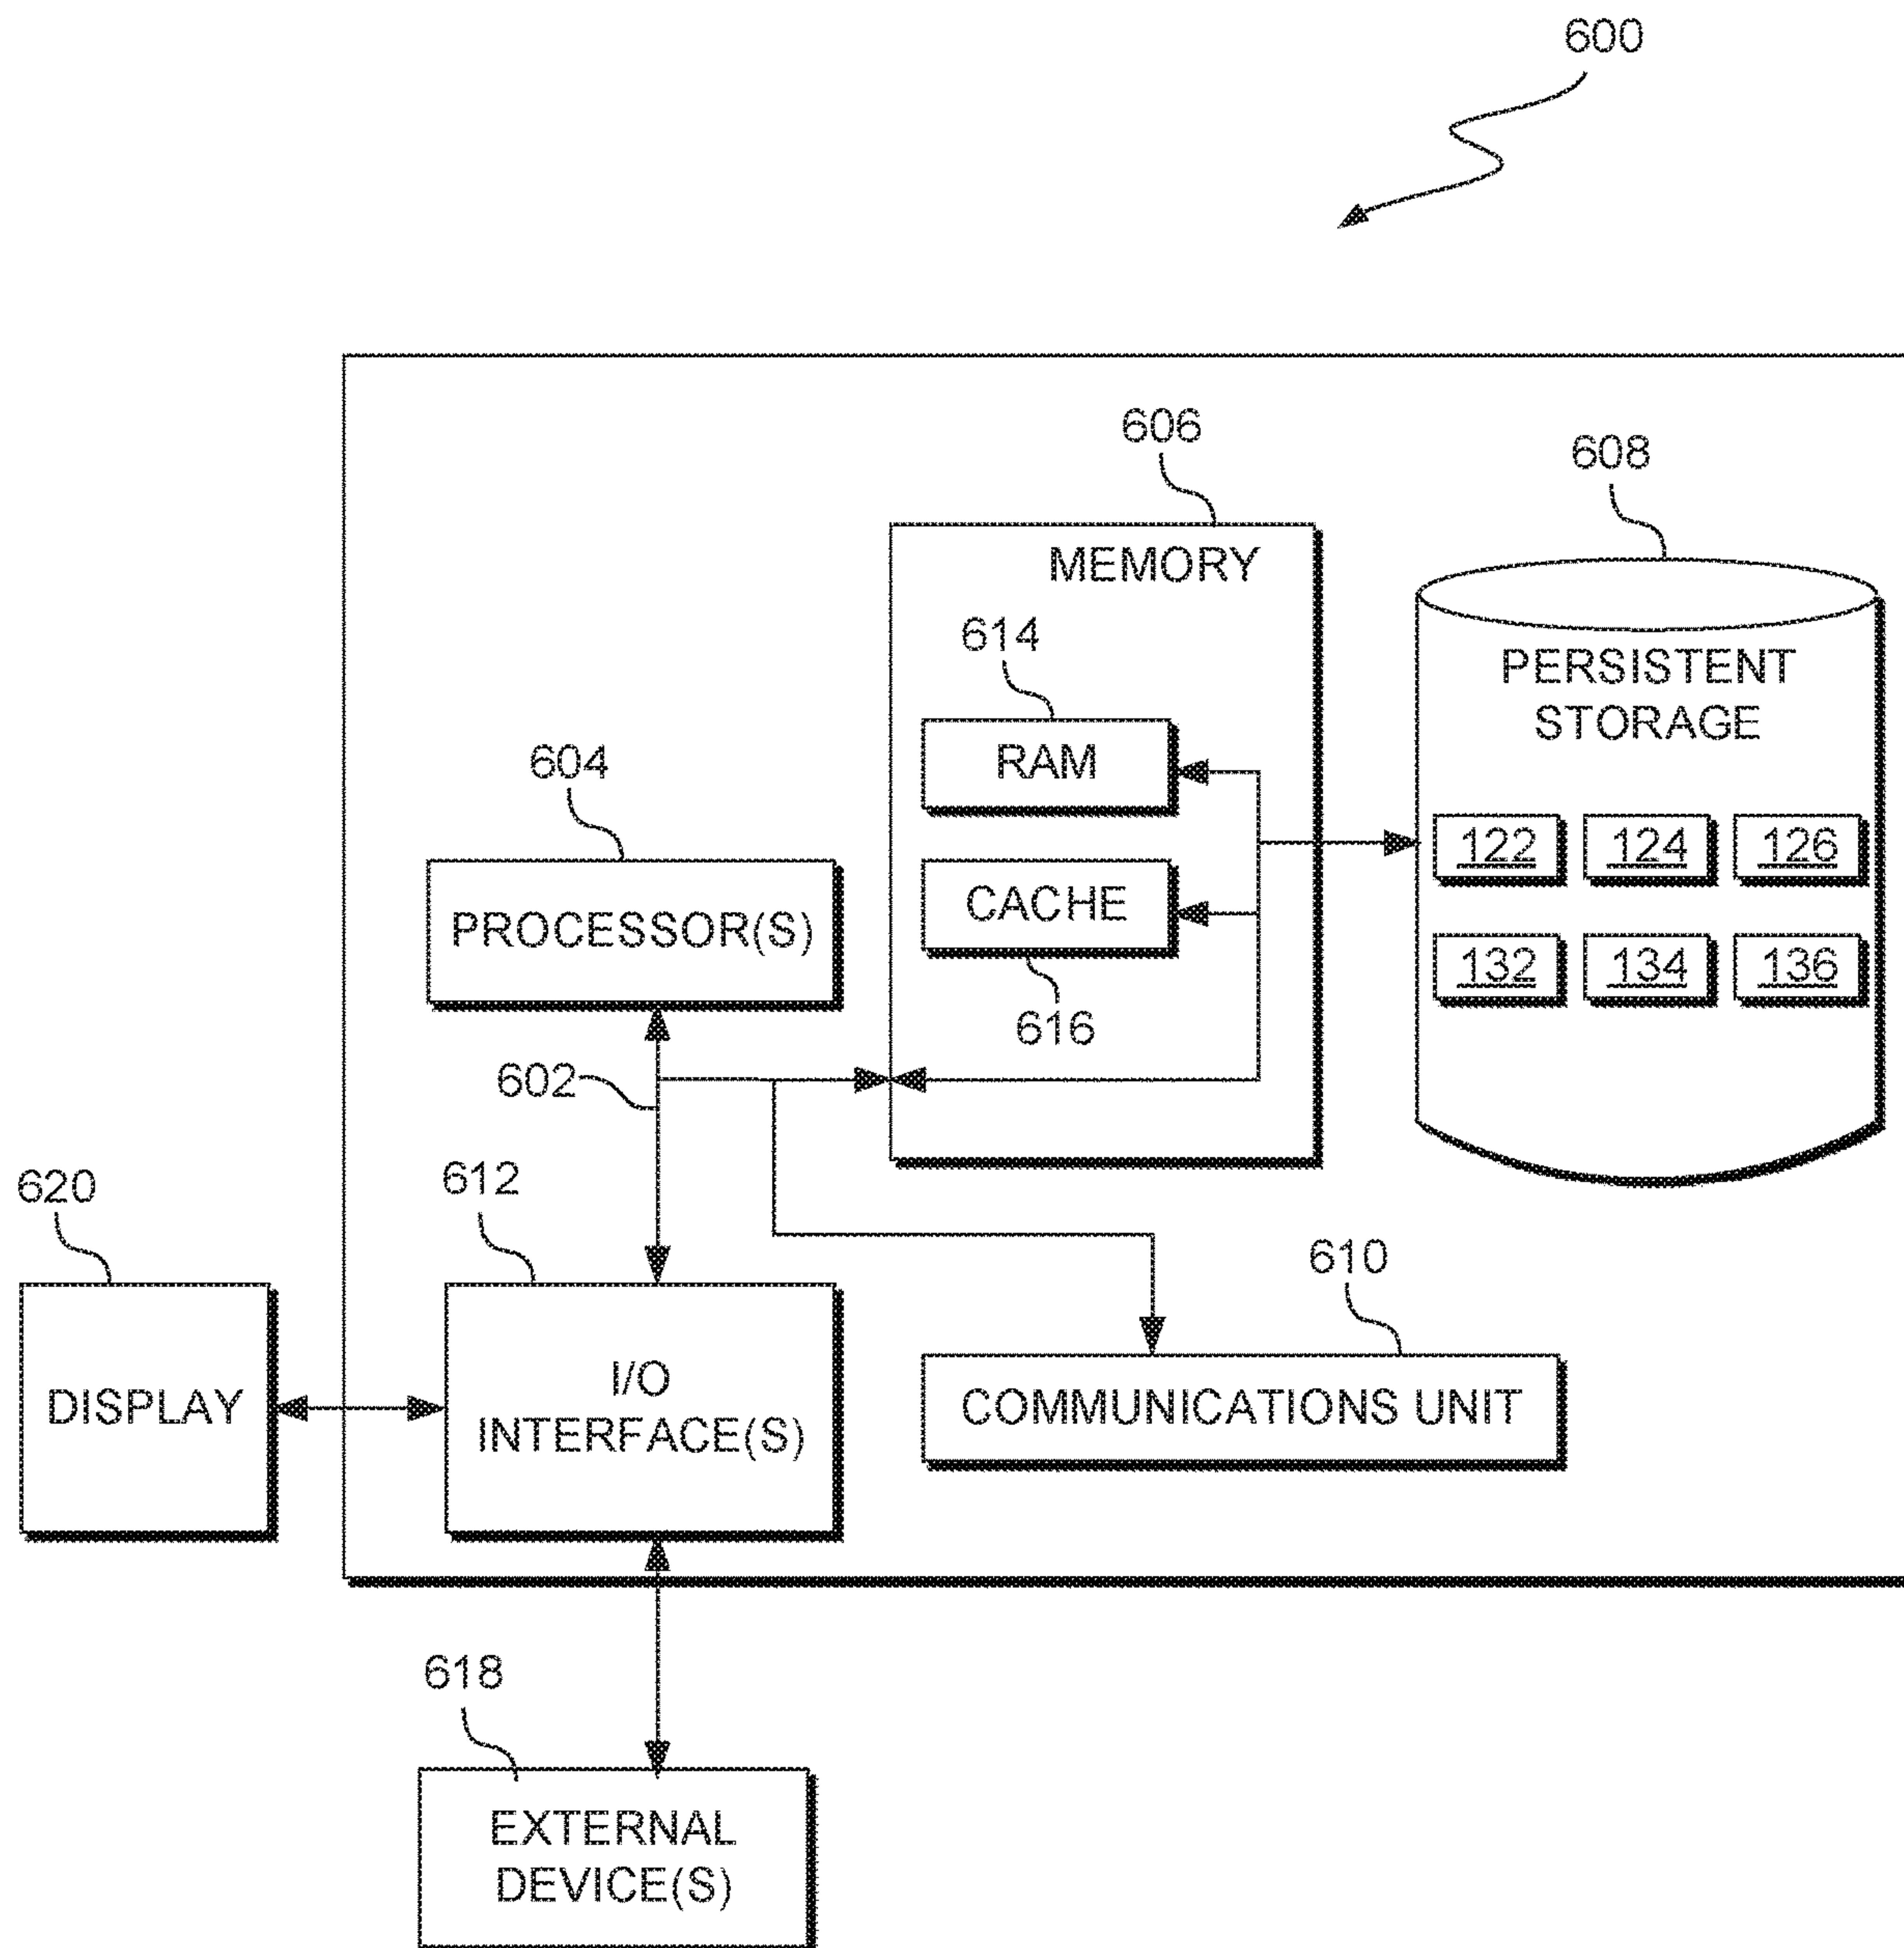 600
606
608
MEMORY
614
PERSISTENT
STORAGE
RAM
604
122 124 126
CACHE
PROCESSOR(S)
132 134 136
616
602
620
612
610
I/O
INTERFACE(S)
DISPLAY
COMMUNICATIONS UNIT
618
EXTERNAL
DEVICE(S)